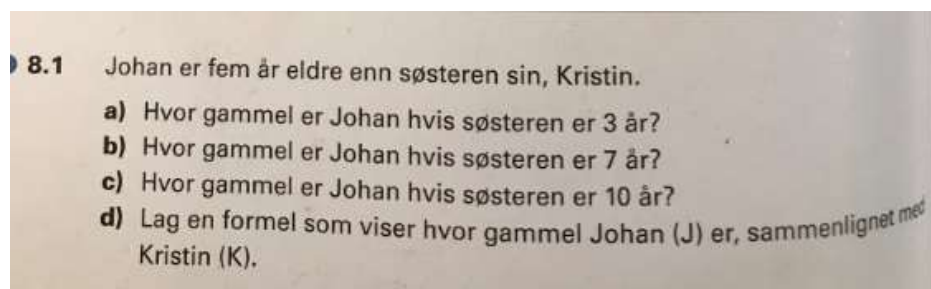 8.1 Johan er fem år eldre enn søsteren sin, Kristin.
a) Hvor gammel er Johan hvis søsteren er 3 år?
b) Hvor gammel er Johan hvis søsteren er 7 år?
c) Hvor gammel er Johan hvis søsteren er 10 år?
d) Lag en formel som viser hvor gammel Johan (J) er, sammenlignet med
Kristin (K).